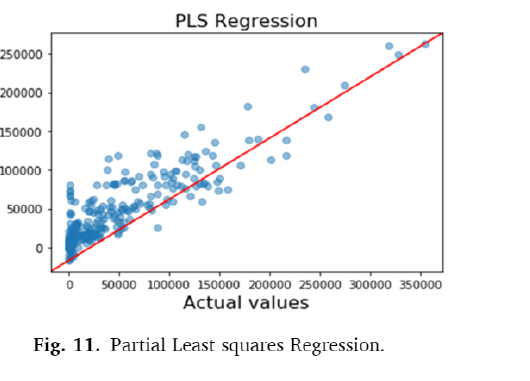 PLS Regression
250000
200000
150000
100000
50000
0
0 50000 100000 150000 200000 250000 300000 350000
Actual values
Fig. 11. Partial Least squares Regression.